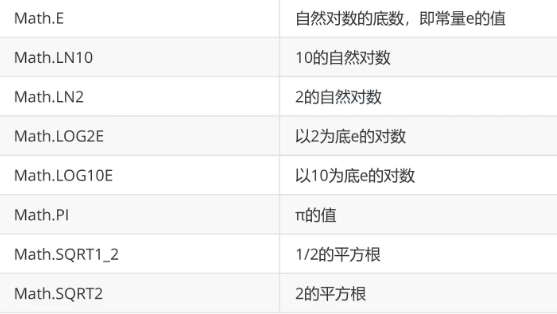 Math.E 自然对数的底数，即常量e的值
Math.LN10 10的自然对数
Math.LN2 2的自然对数
Math.LOG2E 以2为底e的对数
Math.LOG10E 以10为底e的对数
Math.PI π的值
Math.SQRT1_2 1/2的平方根
Math.SQRT2 2的平方根